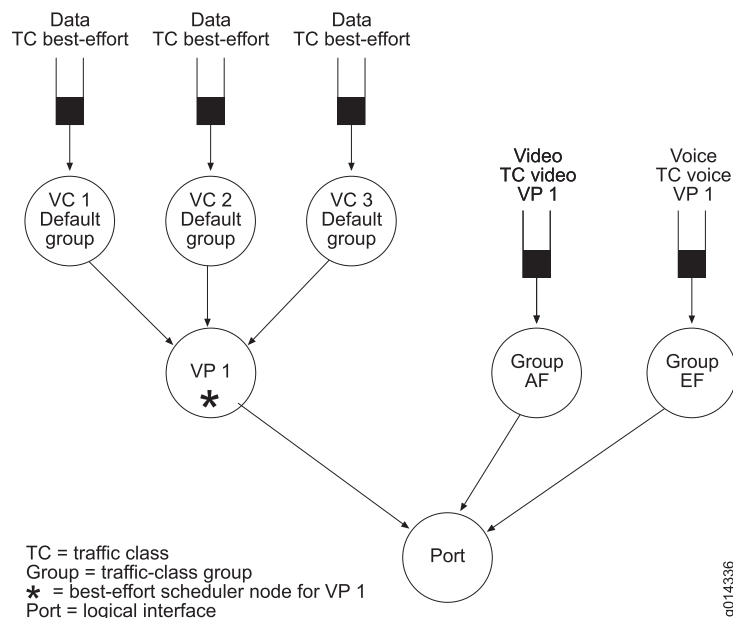 Data
TC best-effort
Data
TC best-effort
Data
TC best-effort
Video
TC video
VP 1
Voice
TC voice
VP 1
VC 1
Default
group
VC 2
Default
group
VC 3
Default
group
VP 1
*
Group
AF
Group
EF
Port
TC = traffic class
Group = traffic-class group
* = best-effort scheduler node for VP 1
Port = logical interface
g014336